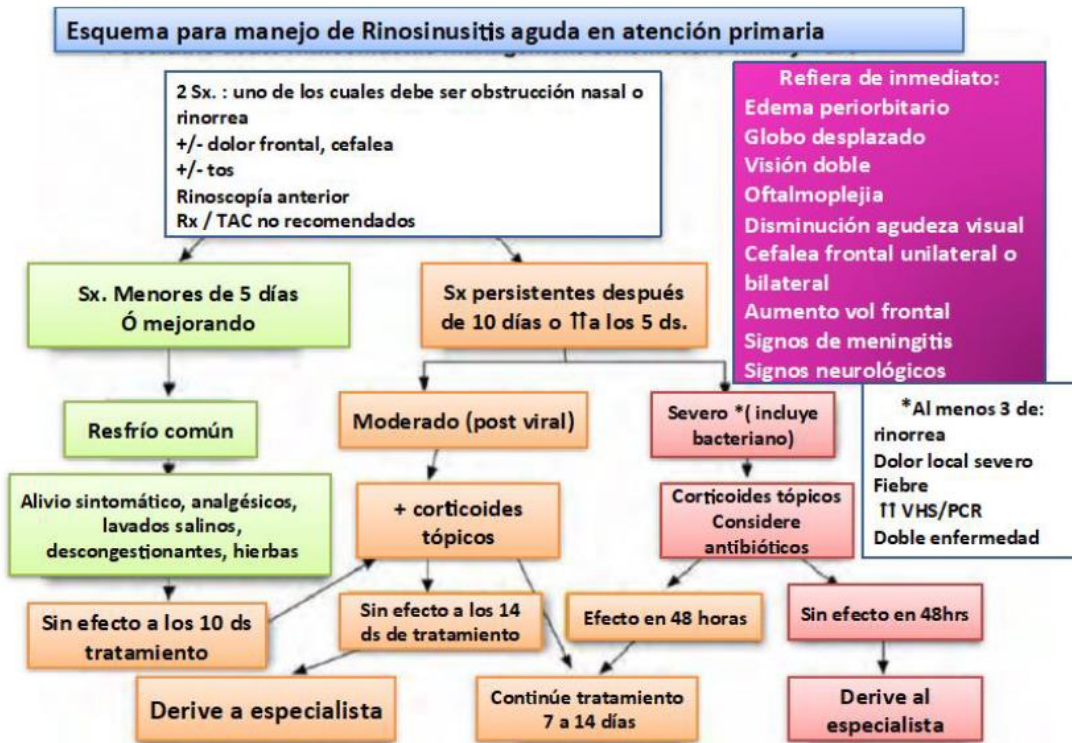 Esquema para manejo de Rinosinusitis aguda en atención primaria
2 Sx. : uno de los cuales debe ser obstrucción nasal o
rinorrea
+/- dolor frontal, cefalea
+/- tos
Rinoscopía anterior
Rx / TAC no recomendados
Refiera de inmediato:
Edema periorbitario
Globo desplazado
Visión doble
Oftalmoplejia
Disminución agudeza visual
Cefalea frontal unilateral o
bilateral
Aumento vol frontal
Signos de meningitis
Signos neurológicos
Sx. Menores de 5 días
Ó mejorando
Sx persistentes después
de 10 días o ⇈a los 5 ds.
Resfrío común
Moderado (post viral)
Severo *( incluye
bacteriano)
*Al menos 3 de:
rinorrea
Dolor local severo
Fiebre
⇈ VHS/PCR
Doble enfermedad
Alivio sintomático, analgésicos,
lavados salinos,
descongestionantes, hierbas
+ corticoides
tópicos
Corticoides tópicos
Considere
antibióticos
Sin efecto a los 10 ds
tratamiento
Sin efecto a los 14
ds de tratamiento
Efecto en 48 horas
Sin efecto en 48hrs
Derive a especialista
Continúe tratamiento
7 a 14 días
Derive al
especialista